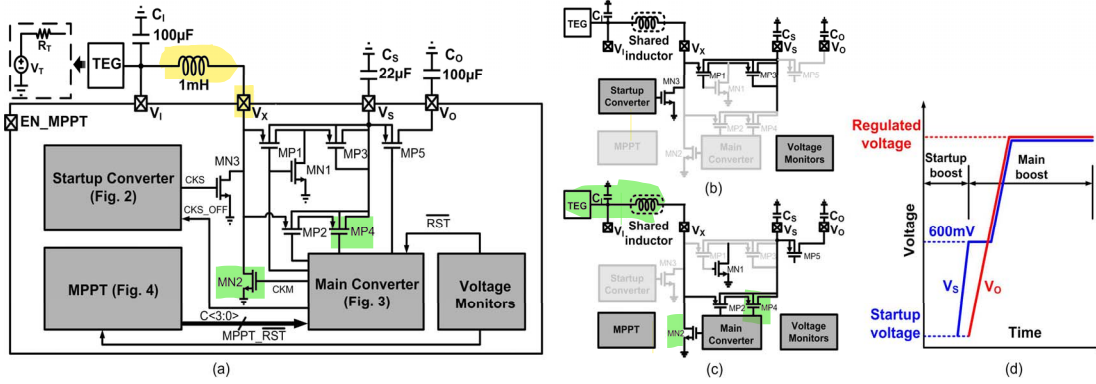 C_I
100μF
R_T
V_T
TEG
1mH
C_S
22μF
C_O
100μF
EN_MPPT
V_I
V_X
V_S
V_O
MN3
MP1
MN1
MP3
MP5
Startup Converter
(Fig. 2)
CKS
CKS_OFF
MP2
MP4
RST
MN2
CKM
MPPT (Fig. 4)
Main Converter
(Fig. 3)
Voltage
Monitors
C<3:0>
MPPT_RST
(a)
TEG
C_I
V_I
Shared
inductor
V_X
C_S
V_S
C_O
V_O
MN3
MP1
MN1
MP3
MP5
Startup
Converter
MP2
MP4
MPPT
MN2
Main
Converter
Voltage
Monitors
(b)
TEG
C_I
V_I
Shared
inductor
V_X
C_S
V_S
C_O
V_O
MN3
MP1
MN1
MP3
MP5
Startup
Converter
MP2
MP4
MPPT
MN2
Main
Converter
Voltage
Monitors
(c)
Regulated
voltage
Startup
boost
Main
boost
Voltage
600mV
V_S
V_O
Startup
voltage
Time
(d)